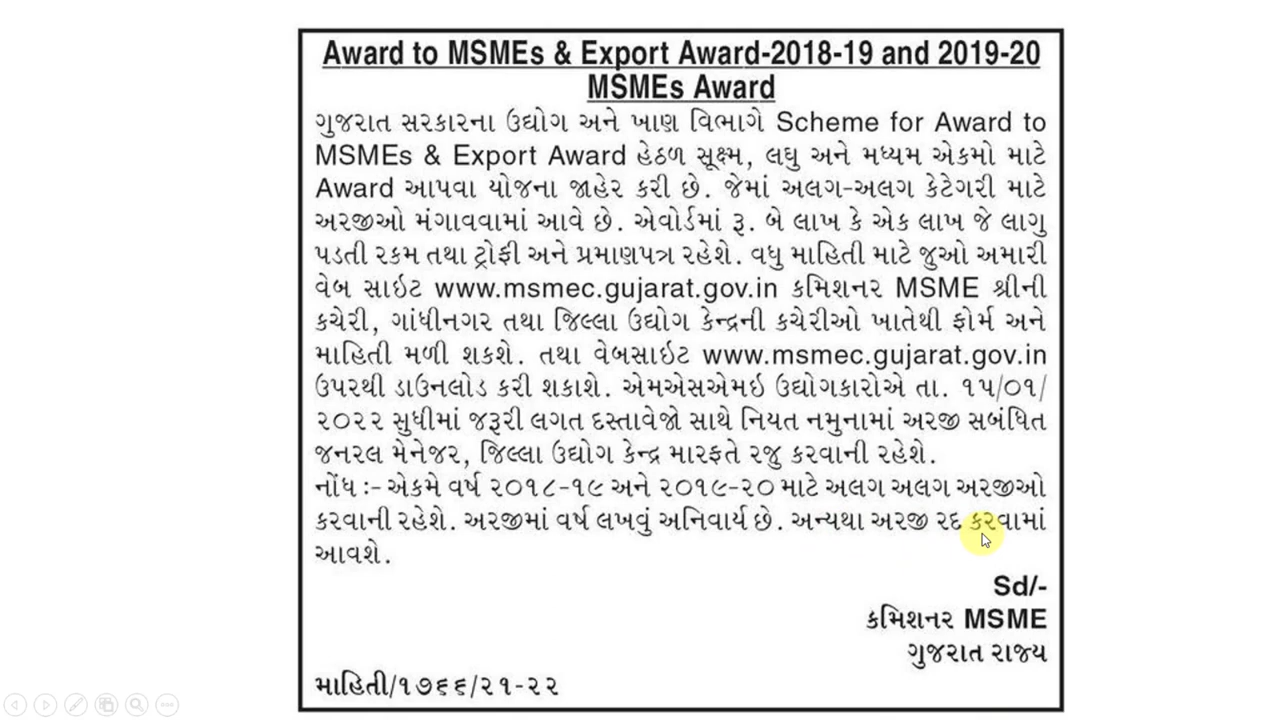 Award to MSMEs & Export Award-2018-19 and 2019-20
MSMEs Award
ગુજરાત સરકારના ઉદ્યોગ અને ખાણ વિભાગે Scheme for Award to
MSMEs & Export Award હેઠળ સૂક્ષ્મ, લઘુ અને મધ્યમ એકમો માટે
Award આપવા યોજના જાહેર કરી છે. જેમાં અલગ-અલગ કેટેગરી માટે
અરજીઓ મંગાવવામાં આવે છે. એવોર્ડમાં રૂ. બે લાખ કે એક લાખ જે લાગુ
પડતી રકમ તથા ટ્રોફી અને પ્રમાણપત્ર રહેશે. વધુ માહિતી માટે જુઓ અમારી
વેબ સાઇટ www.msmec.gujarat.gov.in કમિશનર MSME શ્રીની
કચેરી, ગાંધીનગર તથા જિલ્લા ઉદ્યોગ કેન્દ્રની કચેરીઓ ખાતેથી ફોર્મ અને
માહિતી મળી શકશે. તથા વેબસાઇટ www.msmec.gujarat.gov.in
ઉપરથી ડાઉનલોડ કરી શકાશે. એમએસએમઇ ઉદ્યોગકારોએ તા. ૧૫/૦૧/
૨૦૨૨ સુધીમાં જરૂરી લગત દસ્તાવેજો સાથે નિયત નમુનામાં અરજી સબંધિત
જનરલ મેનેજર, જિલ્લા ઉદ્યોગ કેન્દ્ર મારફતે રજુ કરવાની રહેશે.
નોંધ :- એકમે વર્ષ ૨૦૧૮-૧૯ અને ૨૦૧૯-૨૦ માટે અલગ અલગ અરજીઓ
કરવાની રહેશે. અરજીમાં વર્ષ લખવું અનિવાર્ય છે. અન્યથા અરજી રદ કરવામાં
આવશે.
Sd/-
કમિશનર MSME
ગુજરાત રાજ્ય
માહિતી/૧૭૬૬/૨૧-૨૨